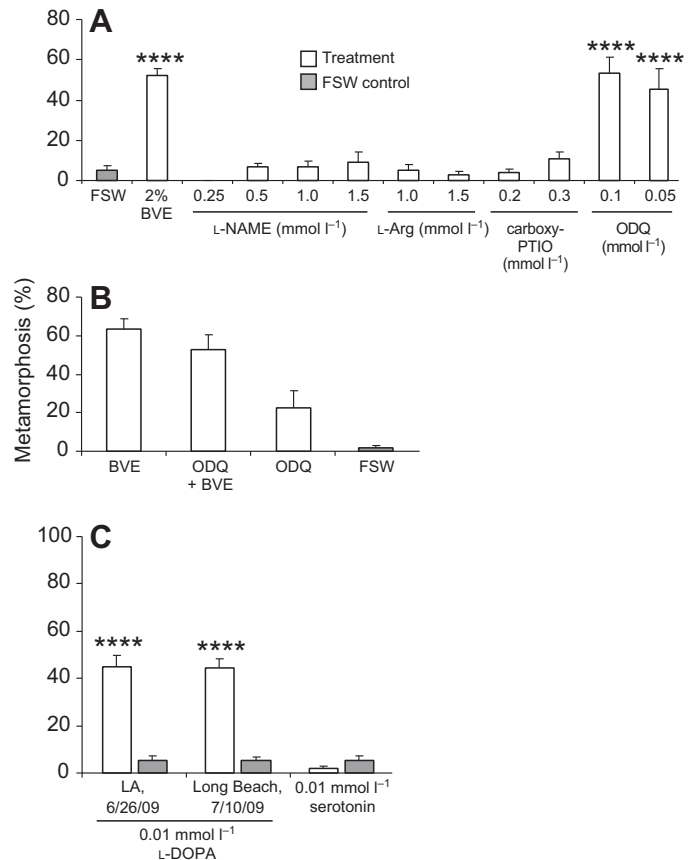 A
80
60
40
20
0
****
Treatment
FSW control
**** ****
FSW 2% BVE 0.25 0.5 1.0 1.5 1.0 1.5 0.2 0.3 0.1 0.05
L-NAME (mmol l⁻¹) L-Arg (mmol l⁻¹) carboxy-PTIO (mmol l⁻¹) ODQ (mmol l⁻¹)
Metamorphosis (%)
B
80
60
40
20
0
BVE ODQ + BVE ODQ FSW
C
100
80
60
40
20
0
**** ****
LA, 6/26/09 Long Beach, 7/10/09 0.01 mmol l⁻¹ serotonin
0.01 mmol l⁻¹
L-DOPA